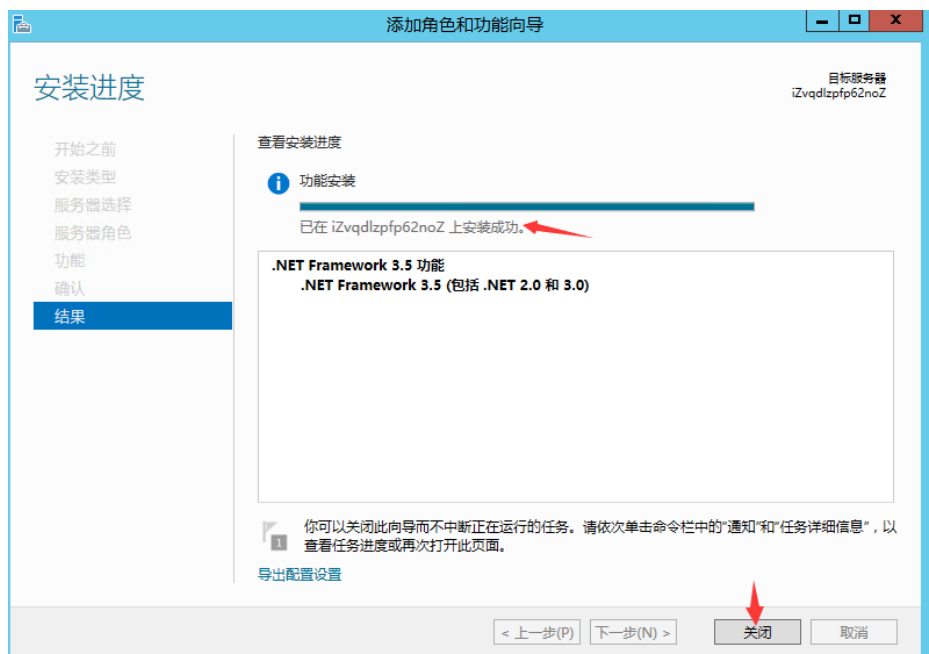 添加角色和功能向导
安装进度
目标服务器
iZvqdlzpfp62noZ
开始之前
安装类型
服务器选择
服务器角色
功能
确认
结果
查看安装进度
功能安装
已在 iZvqdlzpfp62noZ 上安装成功。
.NET Framework 3.5 功能
.NET Framework 3.5 (包括 .NET 2.0 和 3.0)
1
你可以关闭此向导而不中断正在运行的任务。请依次单击命令栏中的"通知"和"任务详细信息"，以
查看任务进度或再次打开此页面。
导出配置设置
< 上一步(P)
下一步(N) >
关闭
取消